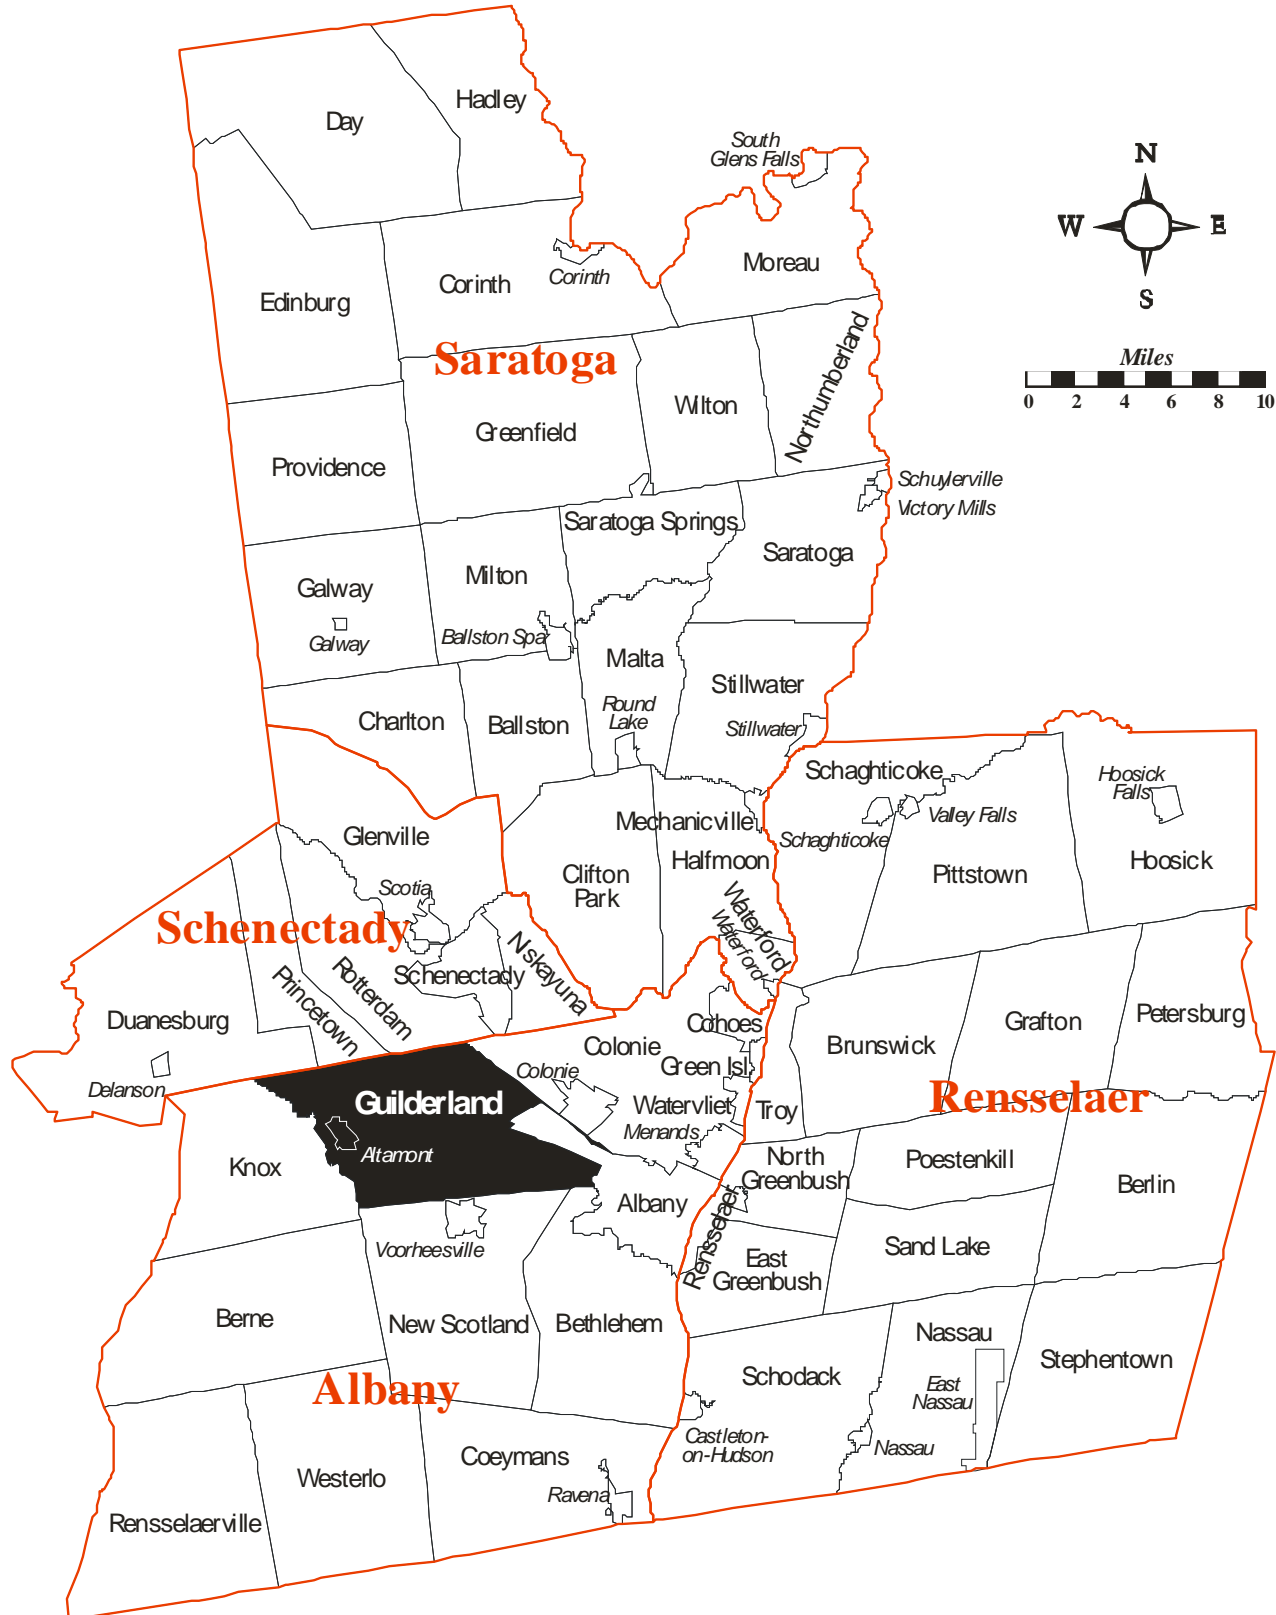 Hadley
Day
South
Glens Falls
N
W
E
S
Moreau
Corinth
Corinth
Edinburg
Miles
0 2 4 6 8 10
Saratoga
Northumberland
Wilton
Greenfield
Providence
Schuylerville
Victory Mills
Saratoga Springs
Saratoga
Milton
Galway
Galway
Ballston Spa
Malta
Stillwater
Round
Lake
Charlton
Ballston
Stillwater
Schaghticoke
Hoosick
Falls
Valley Falls
Schaghticoke
Mechanicville
Glenville
Halfmoon
Hoosick
Clifton
Park
Pittstown
Scotia
Waterford
Waterford
Schenectady
Niskayuna
Schenectady
Rotterdam
Princetown
Duanesburg
Cohoes
Grafton
Petersburg
Colonie
Brunswick
Green Isl.
Colonie
Delanson
Rensselaer
Guilderland
Watervliet
Troy
Menands
Altamont
Knox
North
Greenbush
Poestenkill
Berlin
Albany
Rensselaer
Voorheesville
Sand Lake
East
Greenbush
Berne
New Scotland
Bethlehem
Nassau
Stephentown
Schodack
Albany
East
Nassau
Castleton-
on-Hudson
Nassau
Coeymans
Westerlo
Ravena
Rensselaerville